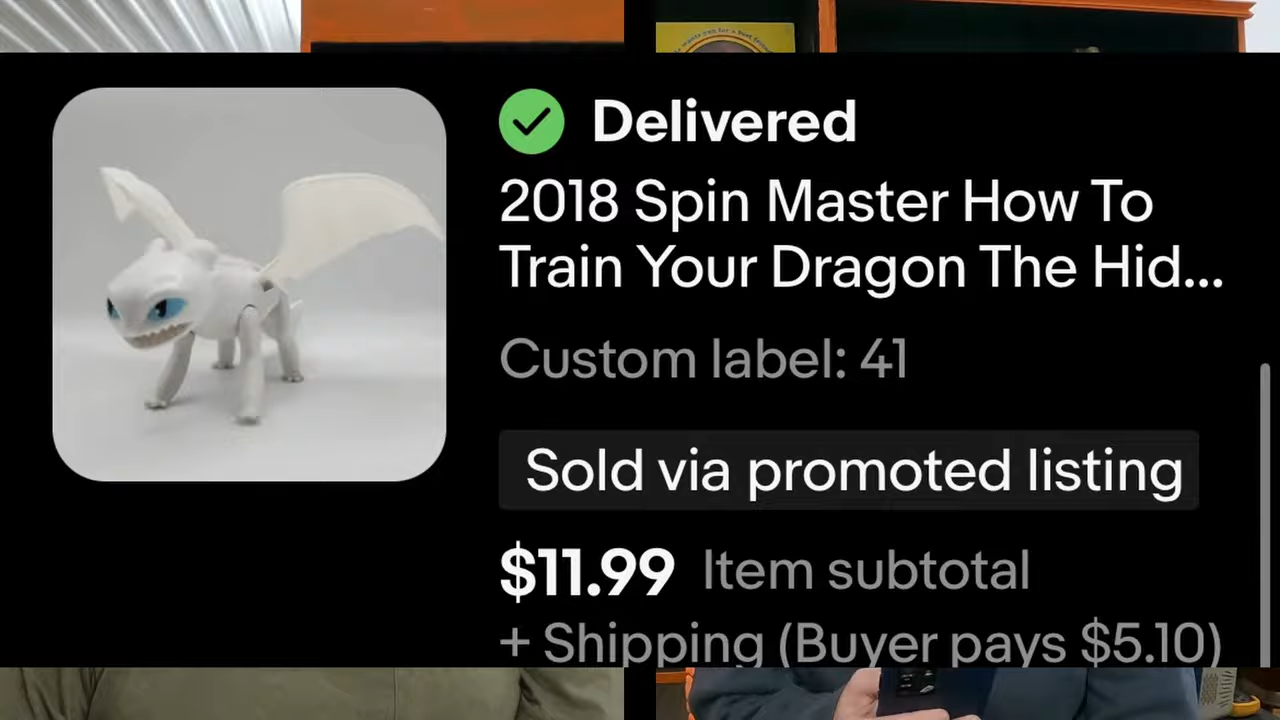 Delivered
2018 Spin Master How To
Train Your Dragon The Hid...
Custom label: 41
Sold via promoted listing
$11.99 Item subtotal
+ Shipping (Buyer pays $5.10)